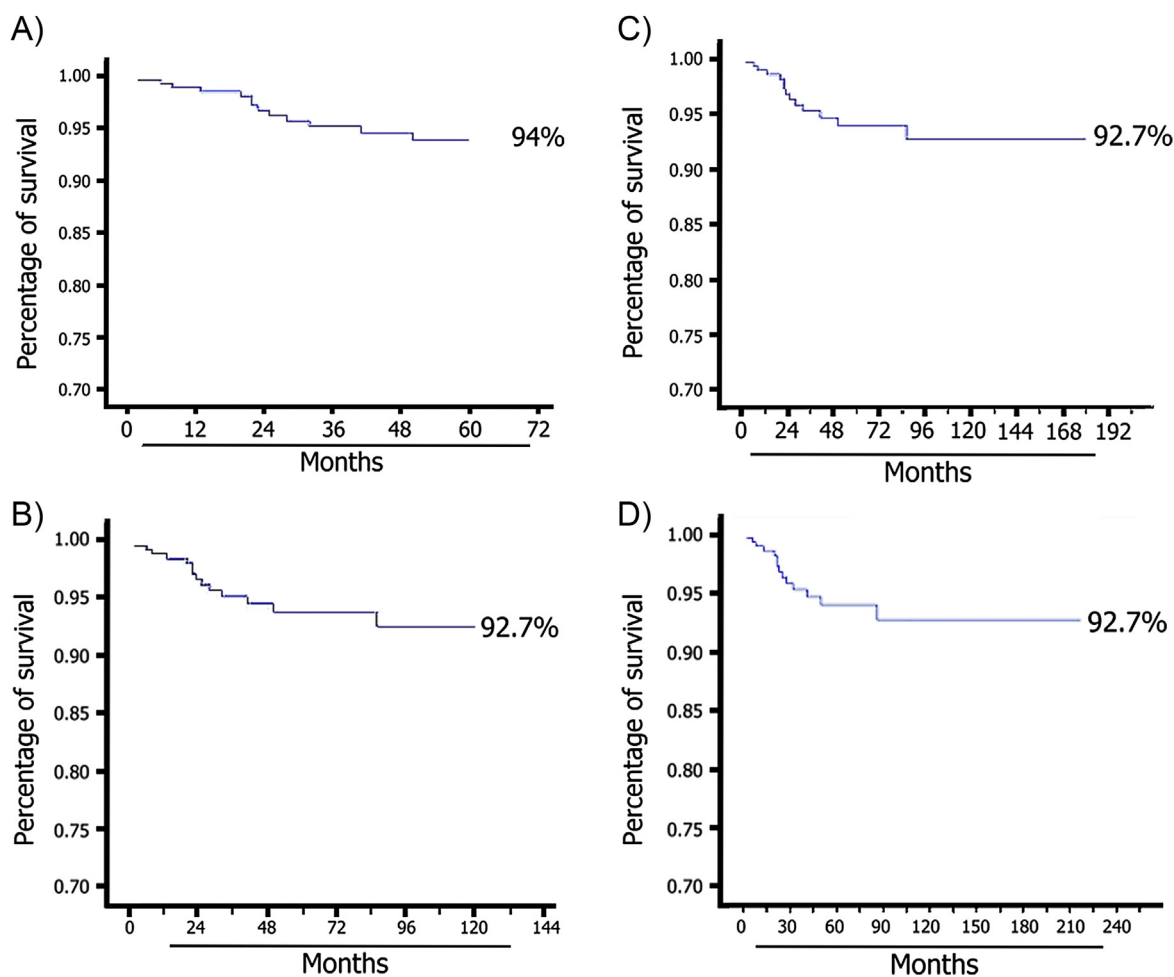 A)
Percentage of survival
1.00
0.95
0.90
0.85
0.80
0.75
0.70
94%
0 12 24 36 48 60 72
Months
B)
Percentage of survival
1.00
0.95
0.90
0.85
0.80
0.75
0.70
92.7%
0 24 48 72 96 120 144
Months
C)
Percentage of survival
1.00
0.95
0.90
0.85
0.80
0.75
0.70
92.7%
0 24 48 72 96 120 144 168 192
Months
D)
Percentage of survival
1.00
0.95
0.90
0.85
0.80
0.75
0.70
92.7%
0 30 60 90 120 150 180 210 240
Months